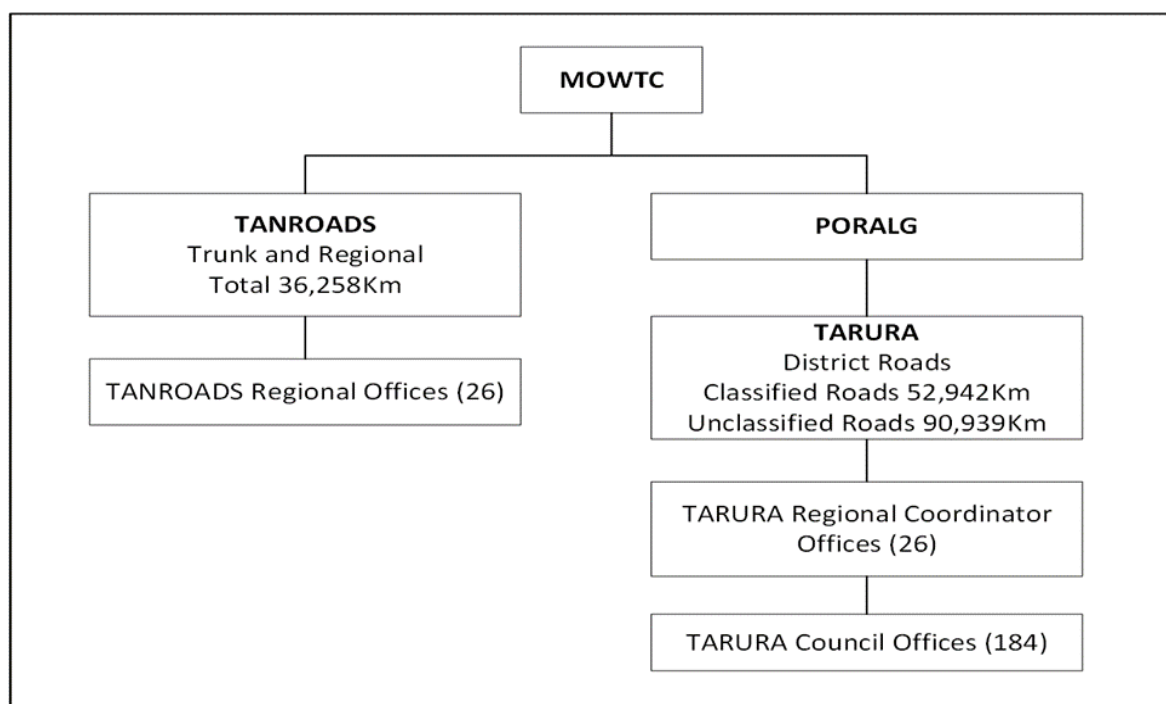 MOWTC
TANROADS
Trunk and Regional
Total 36,258Km
TANROADS Regional Offices (26)
PORALG
TARURA
District Roads
Classified Roads 52,942Km
Unclassified Roads 90,939Km
TARURA Regional Coordinator
Offices (26)
TARURA Council Offices (184)